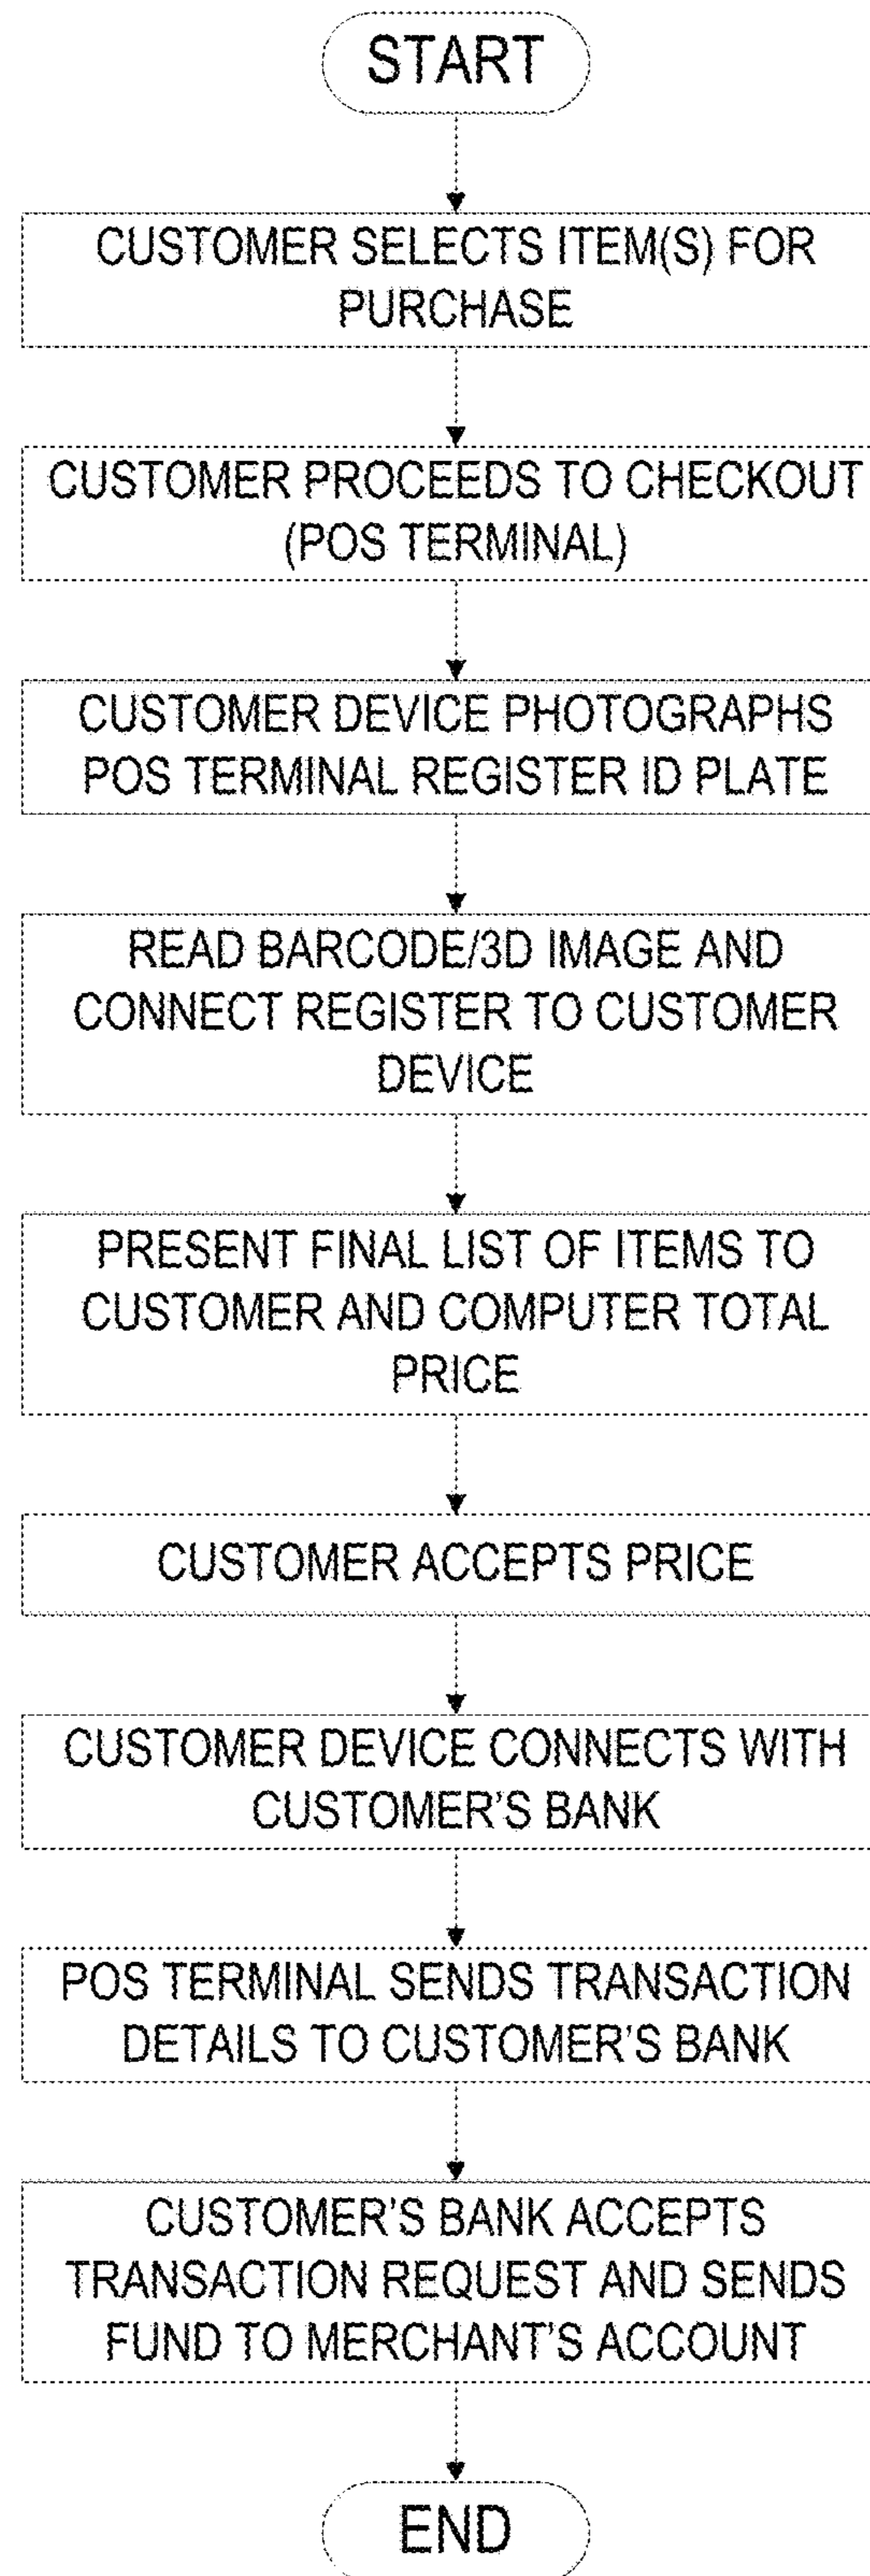 START
CUSTOMER SELECTS ITEM(S) FOR
PURCHASE
CUSTOMER PROCEEDS TO CHECKOUT
(POS TERMINAL)
CUSTOMER DEVICE PHOTOGRAPHS
POS TERMINAL REGISTER ID PLATE
READ BARCODE/3D IMAGE AND
CONNECT REGISTER TO CUSTOMER
DEVICE
PRESENT FINAL LIST OF ITEMS TO
CUSTOMER AND COMPUTER TOTAL
PRICE
CUSTOMER ACCEPTS PRICE
CUSTOMER DEVICE CONNECTS WITH
CUSTOMER’S BANK
POS TERMINAL SENDS TRANSACTION
DETAILS TO CUSTOMER’S BANK
CUSTOMER’S BANK ACCEPTS
TRANSACTION REQUEST AND SENDS
FUND TO MERCHANT’S ACCOUNT
END